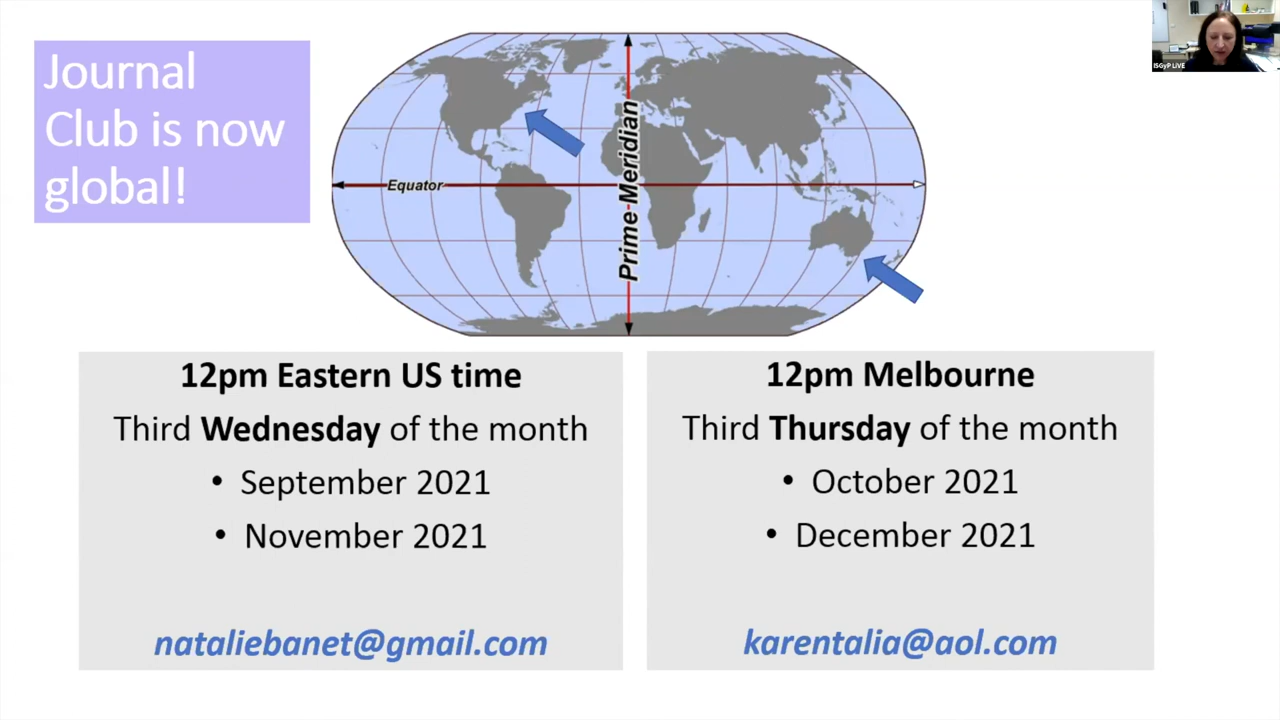 Journal
Club is now
global!
ISGyP LIVE
Equator
Prime Meridian
12pm Eastern US time
Third Wednesday of the month
• September 2021
• November 2021
nataliebanet@gmail.com
12pm Melbourne
Third Thursday of the month
• October 2021
• December 2021
karentalia@aol.com